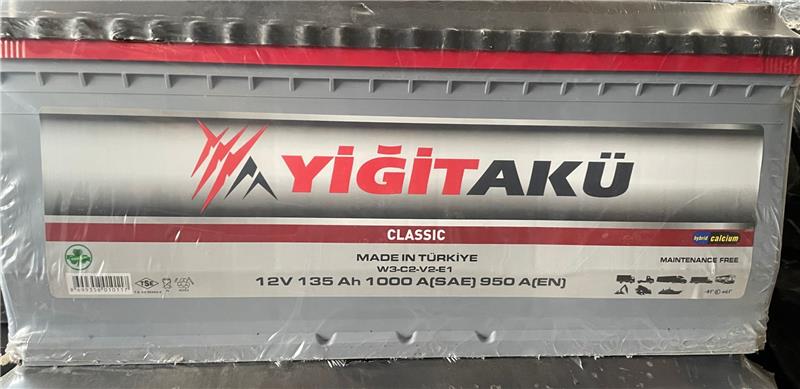 YİĞİTAKÜ
CLASSIC
hybrid calcium
MADE IN TÜRKİYE
W3-C2-V2-E1
MAINTENANCE FREE
12V 135 Ah 1000 A(SAE) 950 A(EN)
TSE